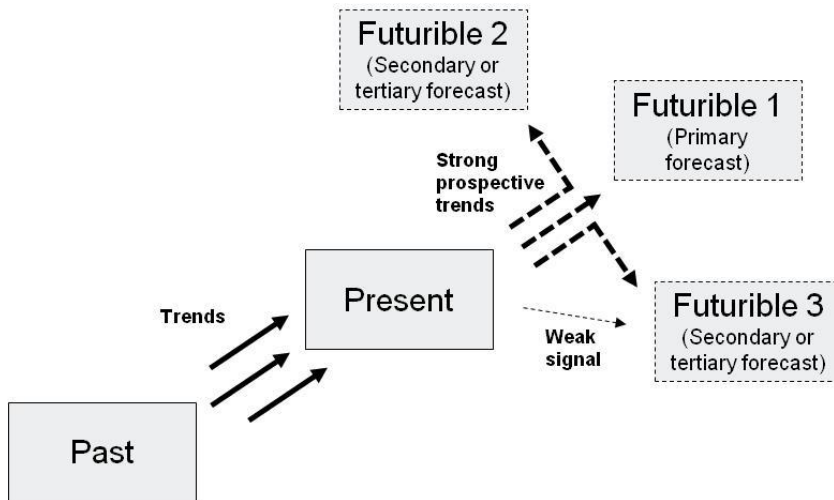 Futurible 2
(Secondary or
tertiary forecast)
Futurible 1
(Primary
forecast)
Strong
prospective
trends
Present
Trends
Futurible 3
(Secondary or
tertiary forecast)
Weak
signal
Past